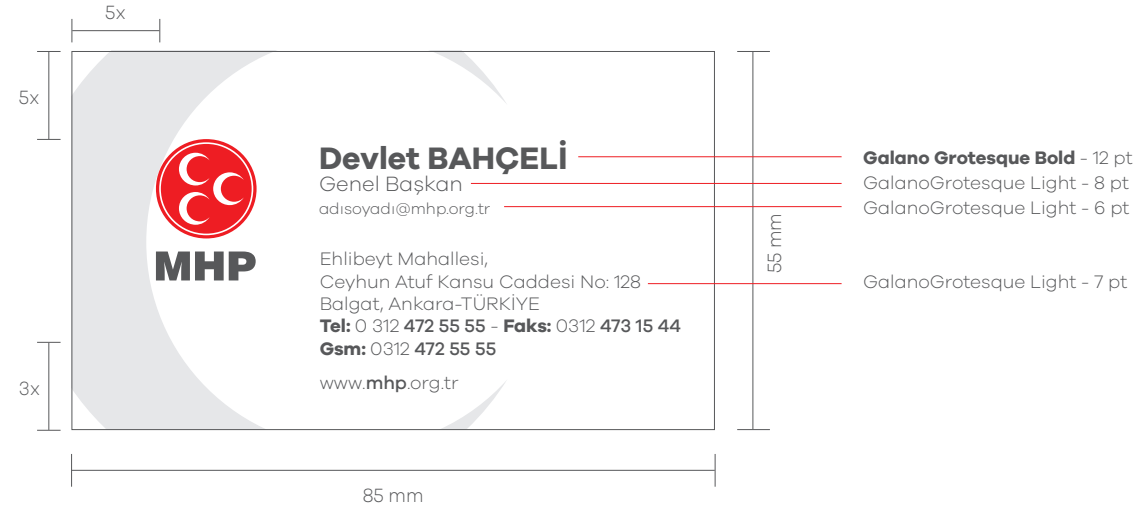 5x
5x
Devlet BAHÇELİ
Galano Grotesque Bold - 12 pt
Genel Başkan
GalanoGrotesque Light - 8 pt
adısoyadı@mhp.org.tr
GalanoGrotesque Light - 6 pt
MHP
55 mm
Ehlibeyt Mahallesi,
Ceyhun Atuf Kansu Caddesi No: 128
GalanoGrotesque Light - 7 pt
Balgat, Ankara-TÜRKİYE
Tel: 0 312 472 55 55 - Faks: 0312 473 15 44
Gsm: 0312 472 55 55
www.mhp.org.tr
3x
85 mm